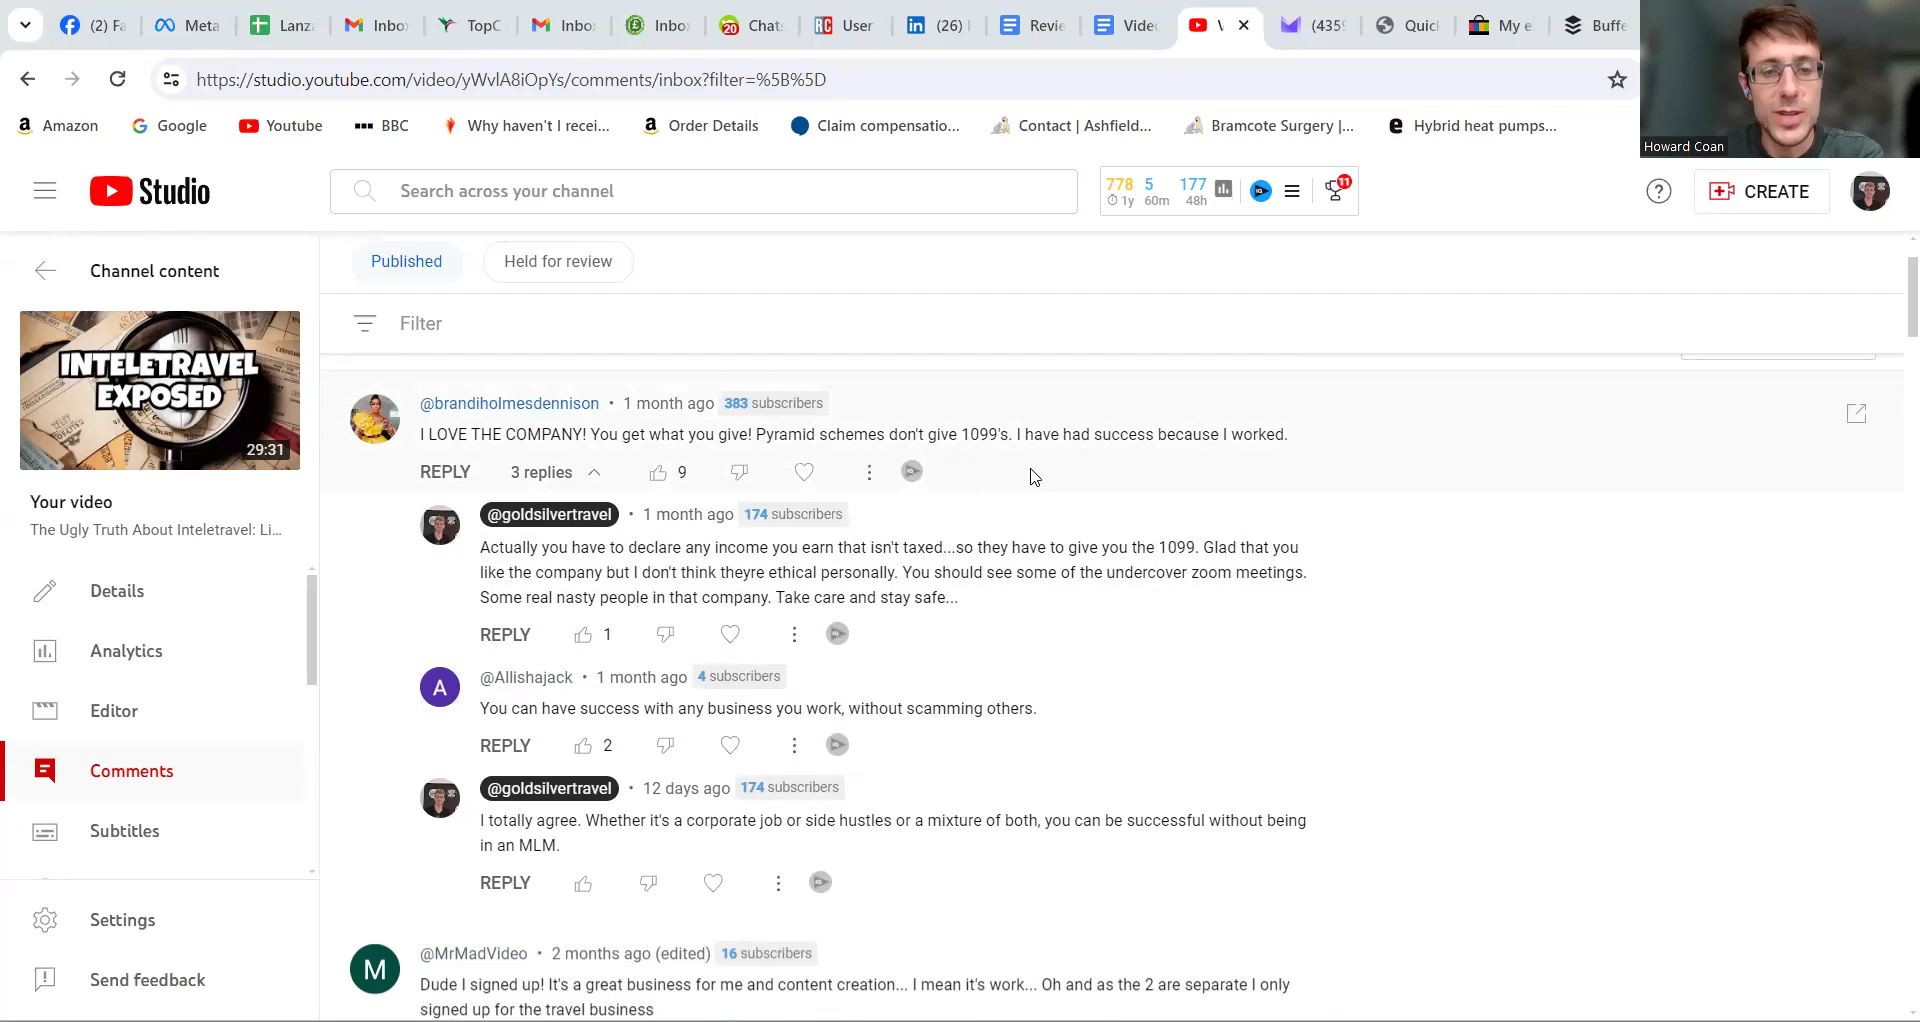 (2) Fa
Meta
Lanz
Inbo
TopC
Inbo
Inbo
20
Chats
RC
User
(26)
Revie
Vide
(435
Quic
My e
Buffe
https://studio.youtube.com/video/yWvlA8iOpYs/comments/inbox?filter=%5B%5D
Amazon
Google
Youtube
BBC
Why haven't I recei...
Order Details
Claim compensatio...
Contact | Ashfield...
Bramcote Surgery |...
Hybrid heat pumps...
Howard Coan
Studio
Search across your channel
778 5 177
1y 60m 48h
11
CREATE
Channel content
INTELETRAVEL
EXPOSED
29:31
Your video
The Ugly Truth About Inteletravel: Li...
Details
Analytics
Editor
Comments
Subtitles
Settings
Send feedback
Published
Held for review
Filter
@brandiholmesdennison • 1 month ago 383 subscribers
I LOVE THE COMPANY! You get what you give! Pyramid schemes don't give 1099's. I have had success because I worked.
REPLY 3 replies 9
@goldsilvertravel • 1 month ago 174 subscribers
Actually you have to declare any income you earn that isn't taxed...so they have to give you the 1099. Glad that you
like the company but I don't think theyre ethical personally. You should see some of the undercover zoom meetings.
Some real nasty people in that company. Take care and stay safe...
REPLY 1
A
@Allishajack • 1 month ago 4 subscribers
You can have success with any business you work, without scamming others.
REPLY 2
@goldsilvertravel • 12 days ago 174 subscribers
I totally agree. Whether it's a corporate job or side hustles or a mixture of both, you can be successful without being
in an MLM.
REPLY
M
@MrMadVideo • 2 months ago (edited) 16 subscribers
Dude I signed up! It's a great business for me and content creation... I mean it's work... Oh and as the 2 are separate I only
signed up for the travel business